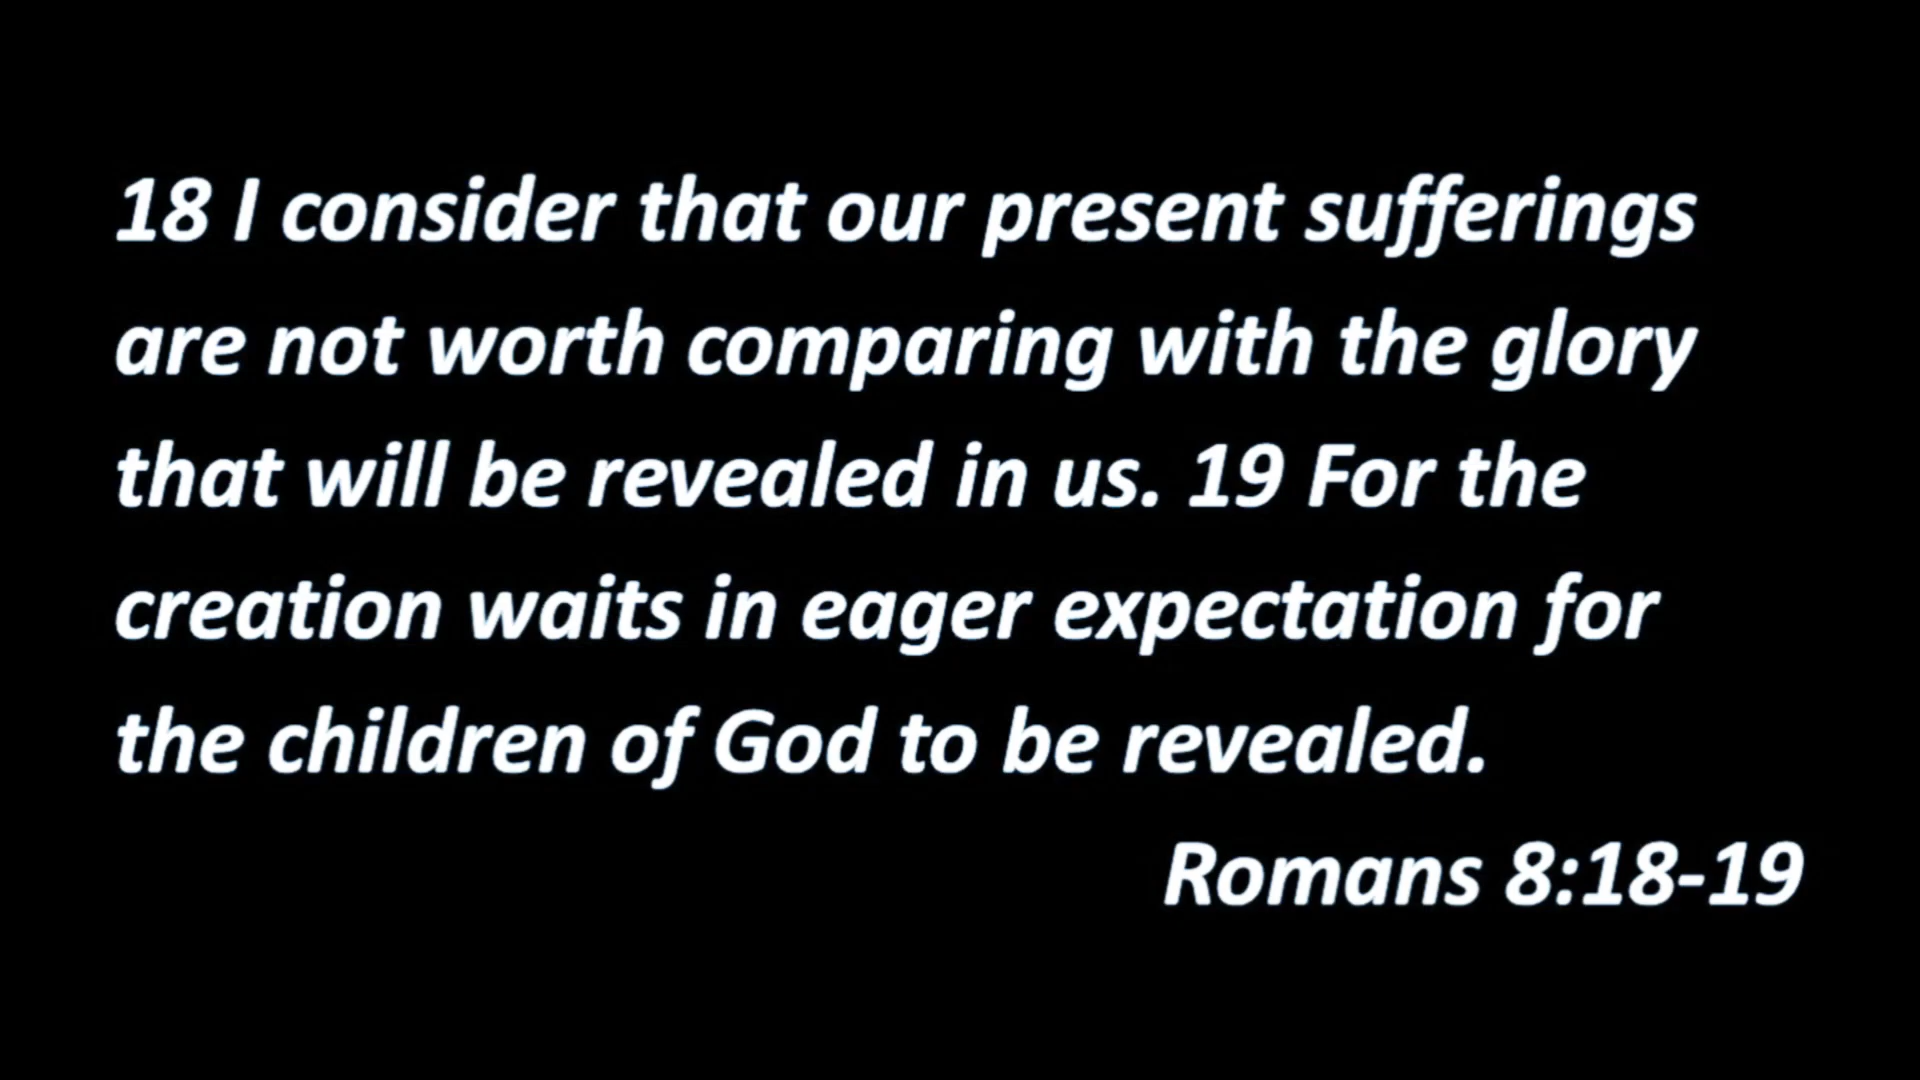 18 I consider that our present sufferings
are not worth comparing with the glory
that will be revealed in us. 19 For the
creation waits in eager expectation for
the children of God to be revealed.
Romans 8:18-19